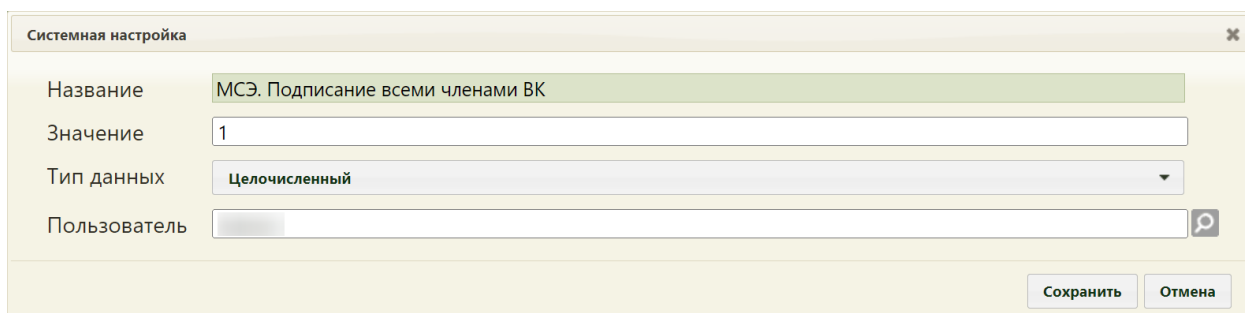 Системная настройка
Название МСЭ. Подписание всеми членами ВК
Значение 1
Тип данных Целочисленный
Пользователь
Сохранить Отмена